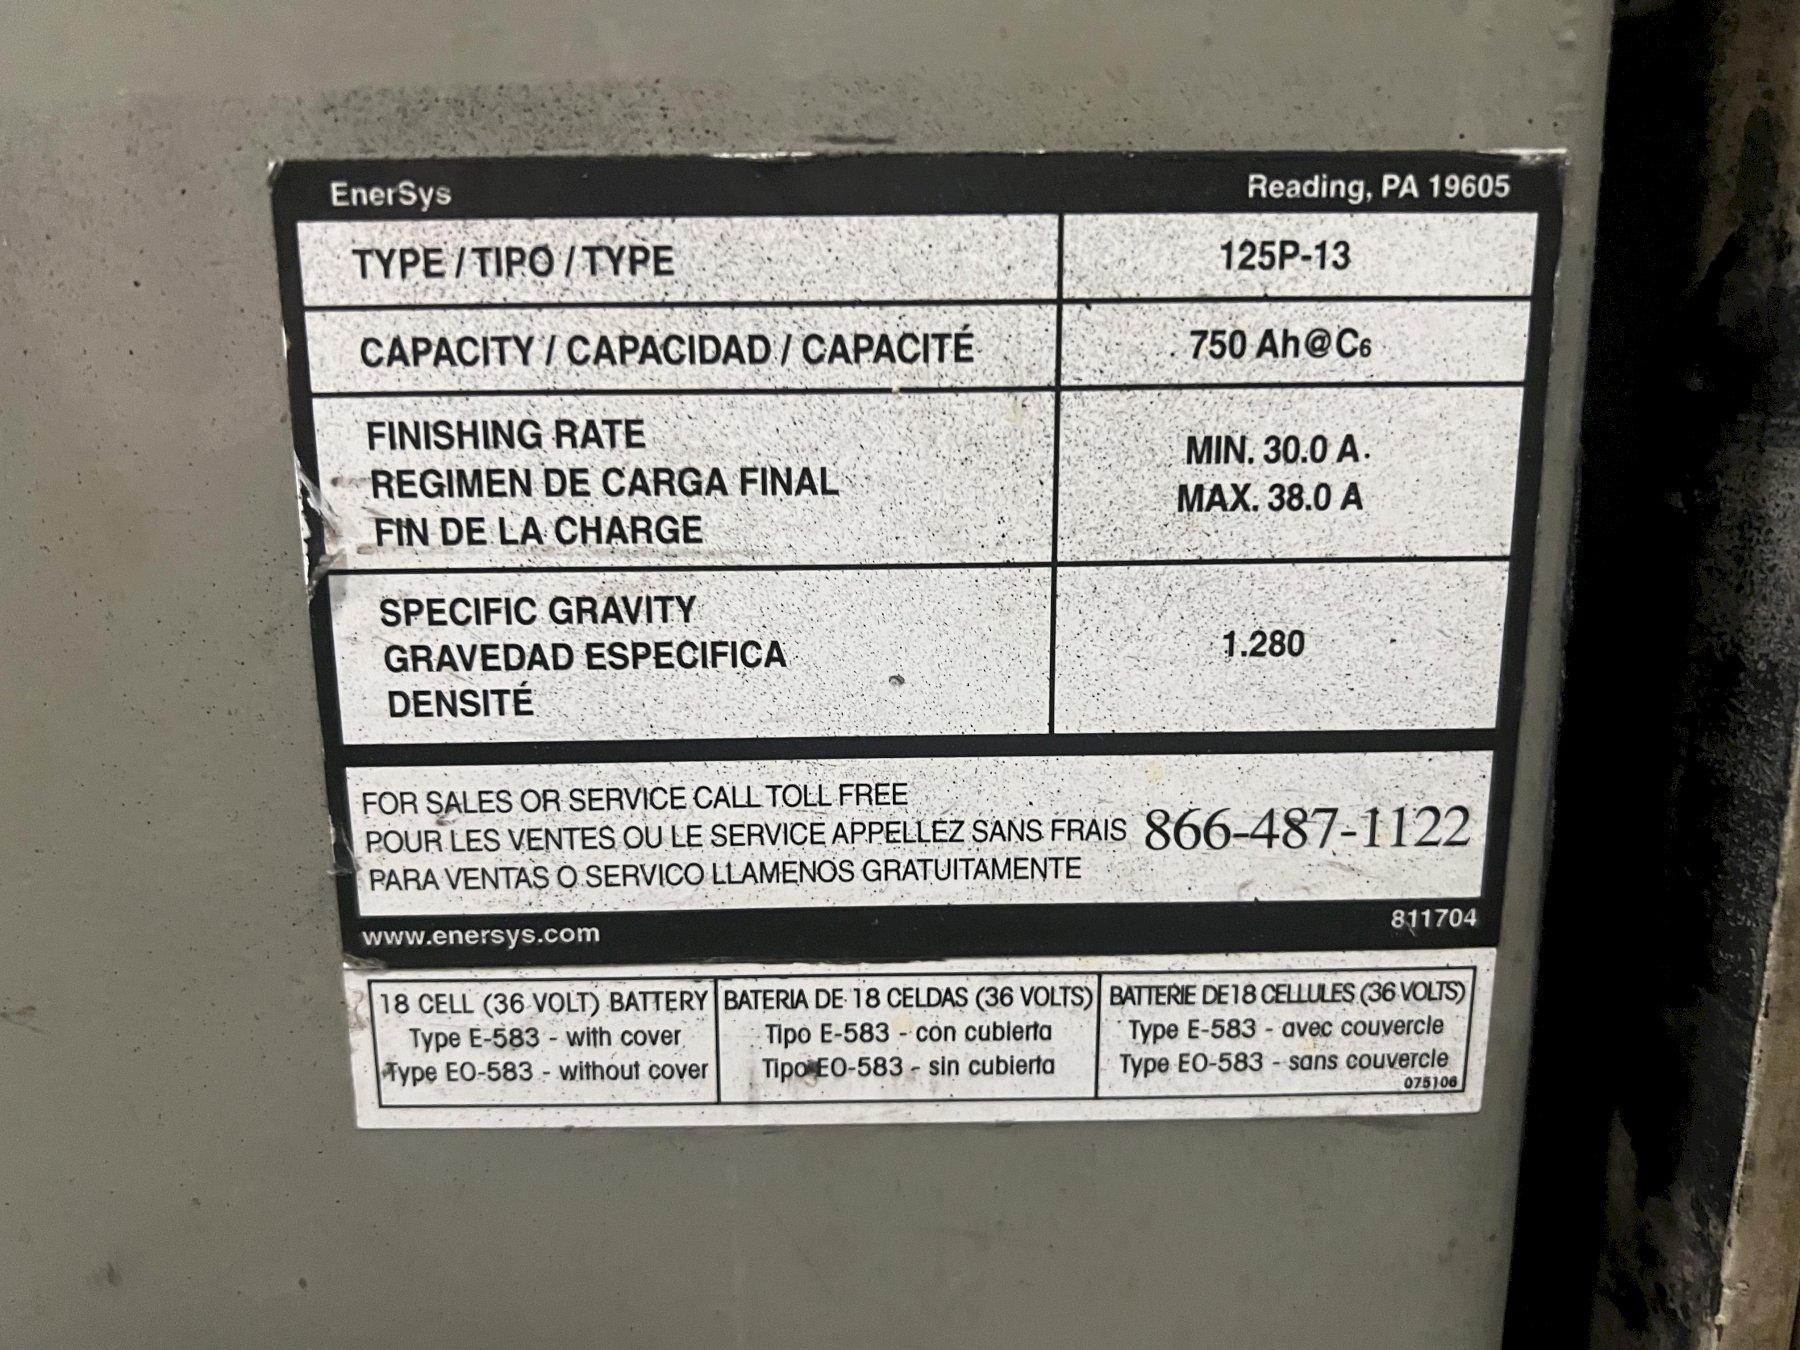 EnerSys Reading, PA 19605
TYPE / TIPO / TYPE 125P-13
CAPACITY / CAPACIDAD / CAPACITÉ 750 Ah@C6
FINISHING RATE
REGIMEN DE CARGA FINAL
FIN DE LA CHARGE
MIN. 30.0 A.
MAX. 38.0 A
SPECIFIC GRAVITY
GRAVEDAD ESPECIFICA
DENSITÉ
1.280
FOR SALES OR SERVICE CALL TOLL FREE
POUR LES VENTES OU LE SERVICE APPELLEZ SANS FRAIS
PARA VENTAS O SERVICO LLAMENOS GRATUITAMENTE
866-487-1122
www.enersys.com 811704
18 CELL (36 VOLT) BATTERY
Type E-583 - with cover
Type EO-583 - without cover
BATERIA DE 18 CELDAS (36 VOLTS)
Tipo E-583 - con cubierta
Tipo EO-583 - sin cubierta
BATTERIE DE 18 CELLULES (36 VOLTS)
Type E-583 - avec couvercle
Type EO-583 - sans couvercle
075106